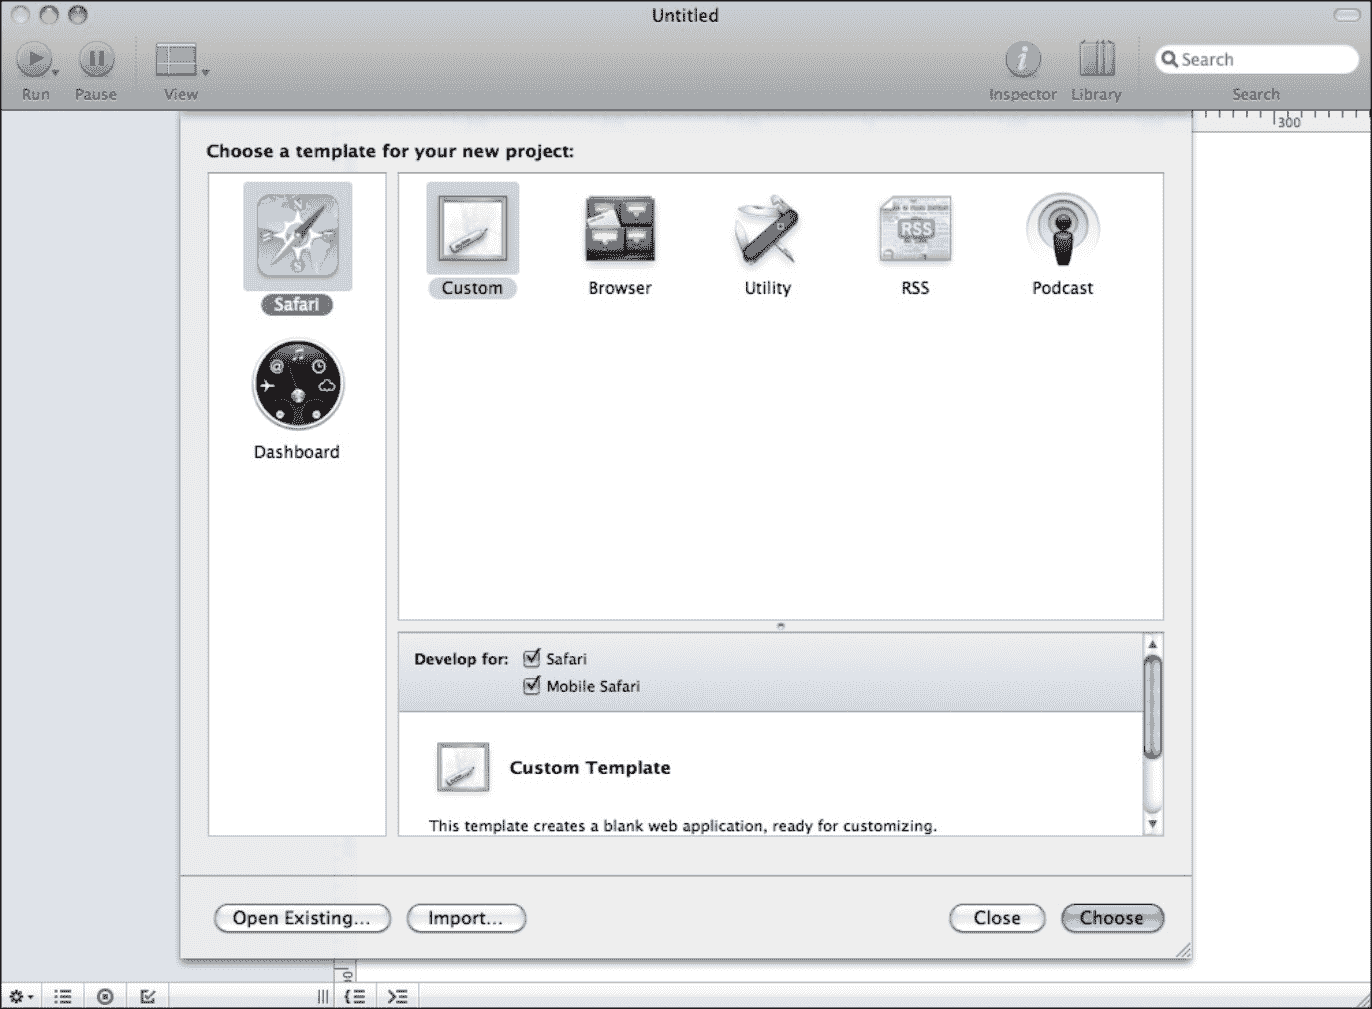 Untitled
Run
Pause
View
Inspector
Library
Search
Search
300
Choose a template for your new project:
Safari
Dashboard
Custom
Browser
Utility
RSS
RSS
Podcast
Develop for:
Safari
Mobile Safari
Custom Template
This template creates a blank web application, ready for customizing.
Open Existing...
Import...
Close
Choose